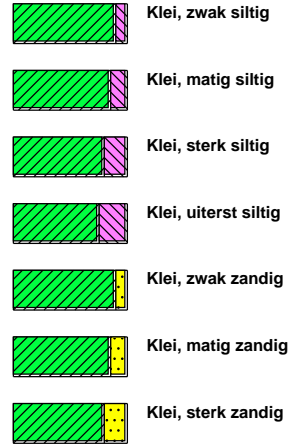 Klei, zwak siltig
Klei, matig siltig
Klei, sterk siltig
Klei, uiterst siltig
Klei, zwak zandig
Klei, matig zandig
Klei, sterk zandig